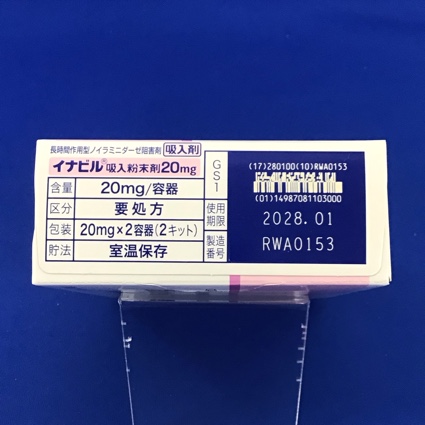 長時間作用型ノイラミニダーゼ阻害剤 吸入剤
イナビル® 吸入粉末剤20mg
含量 20mg/容器
区分 要処方
包装 20mg×2容器(2キット)
貯法 室温保存
GS1
(17)280100(10)RWA0153
(01)14987081103000
使用期限 2028.01
製造番号 RWA0153